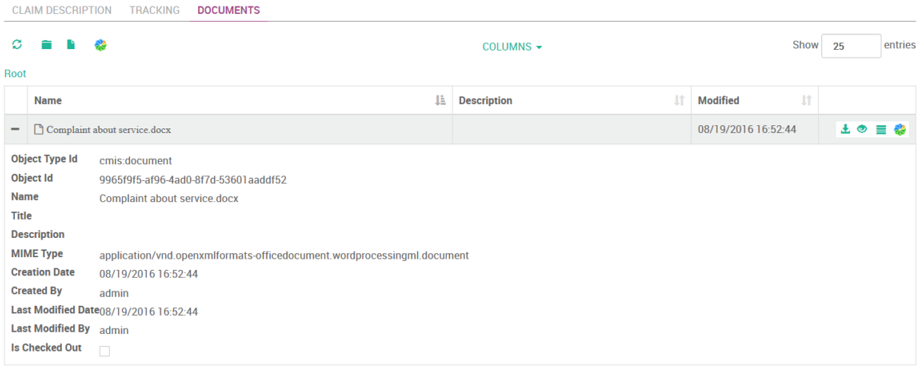 CLAIM DESCRIPTION TRACKING DOCUMENTS
COLUMNS Show 25 entries
Root
Name Description Modified
Complaint about service.docx 08/19/2016 16:52:44
Object Type Id cmis:document
Object Id 9965f9f5-af96-4ad0-8f7d-53601aaddf52
Name Complaint about service.docx
Title
Description
MIME Type application/vnd.openxmlformats-officedocument.wordprocessingml.document
Creation Date 08/19/2016 16:52:44
Created By admin
Last Modified Date 08/19/2016 16:52:44
Last Modified By admin
Is Checked Out